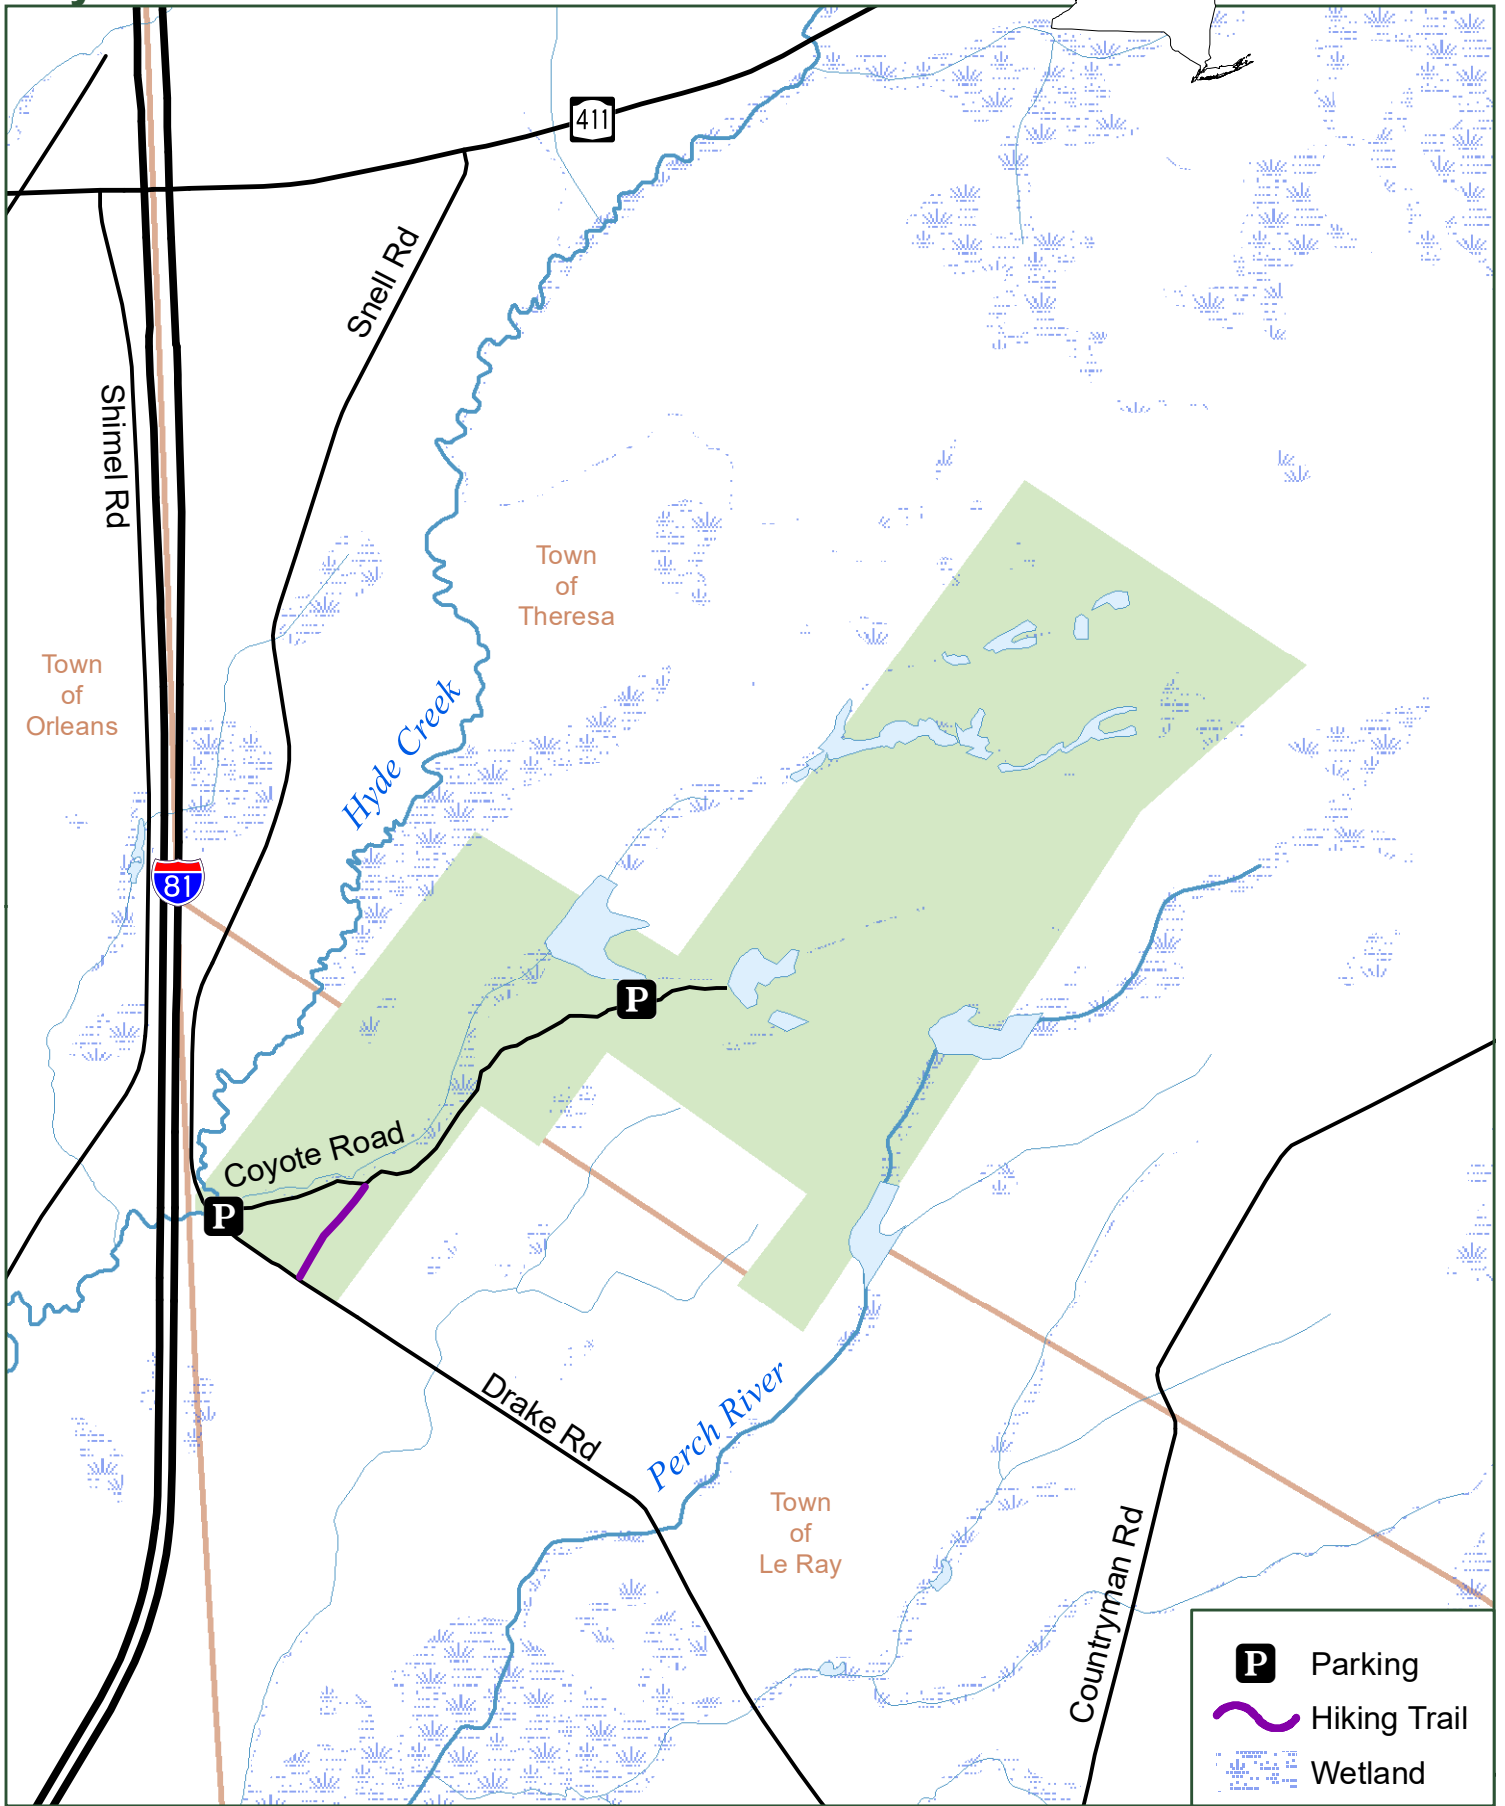 411
Snell Rd
Shimel Rd
Town
of
Theresa
Town
of
Orleans
Hyde Creek
81
P
Coyote Road
P
Drake Rd
Perch River
Town
of
Le Ray
Countryman Rd
P Parking
Hiking Trail
Wetland